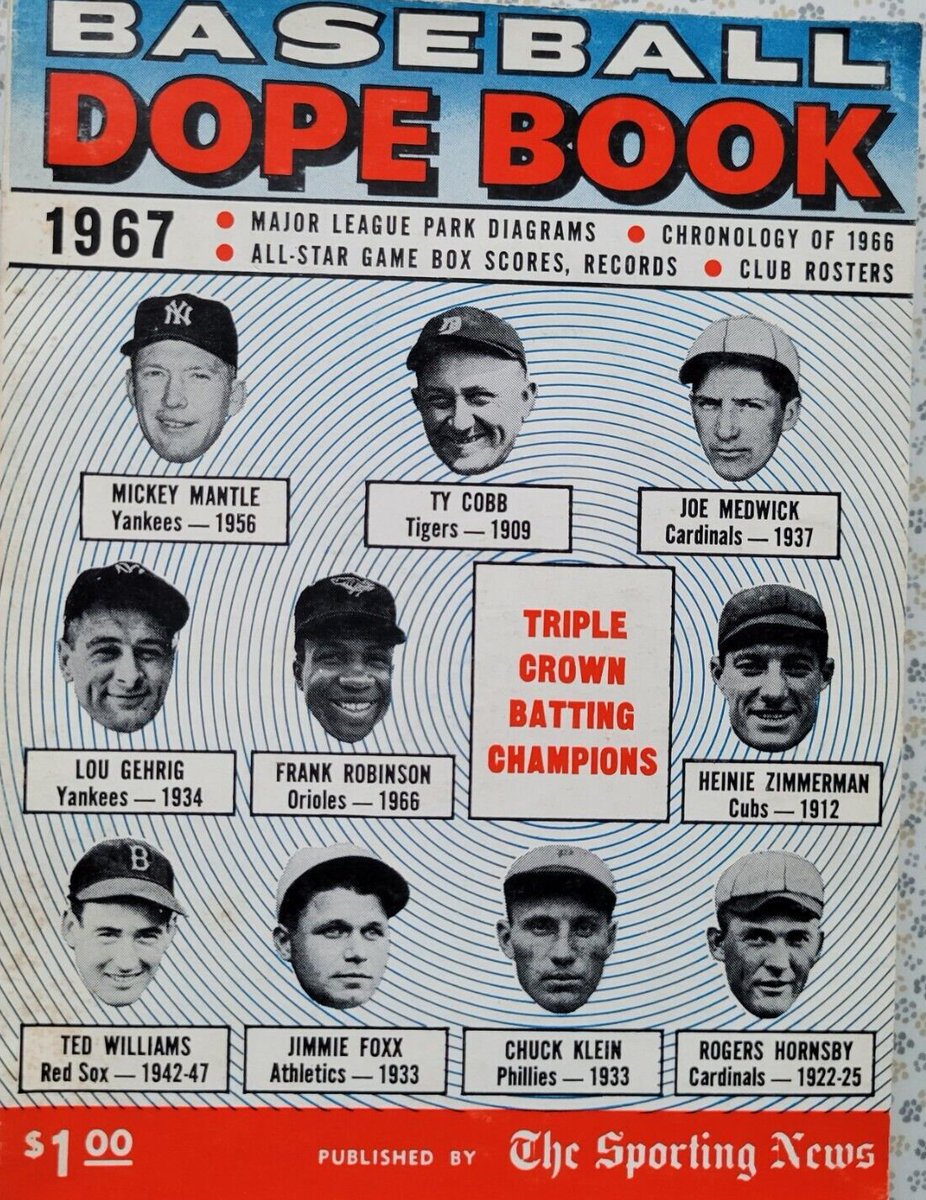 BASEBALL
DOPE BOOK
1967
● MAJOR LEAGUE PARK DIAGRAMS ● CHRONOLOGY OF 1966
● ALL-STAR GAME BOX SCORES, RECORDS ● CLUB ROSTERS
NY
D
MICKEY MANTLE
Yankees — 1956
TY COBB
Tigers — 1909
JOE MEDWICK
Cardinals — 1937
TRIPLE
CROWN
BATTING
CHAMPIONS
LOU GEHRIG
Yankees — 1934
FRANK ROBINSON
Orioles — 1966
HEINIE ZIMMERMAN
Cubs — 1912
B
TED WILLIAMS
Red Sox — 1942-47
JIMMIE FOXX
Athletics — 1933
CHUCK KLEIN
Phillies — 1933
ROGERS HORNSBY
Cardinals — 1922-25
$1.00
PUBLISHED BY The Sporting News